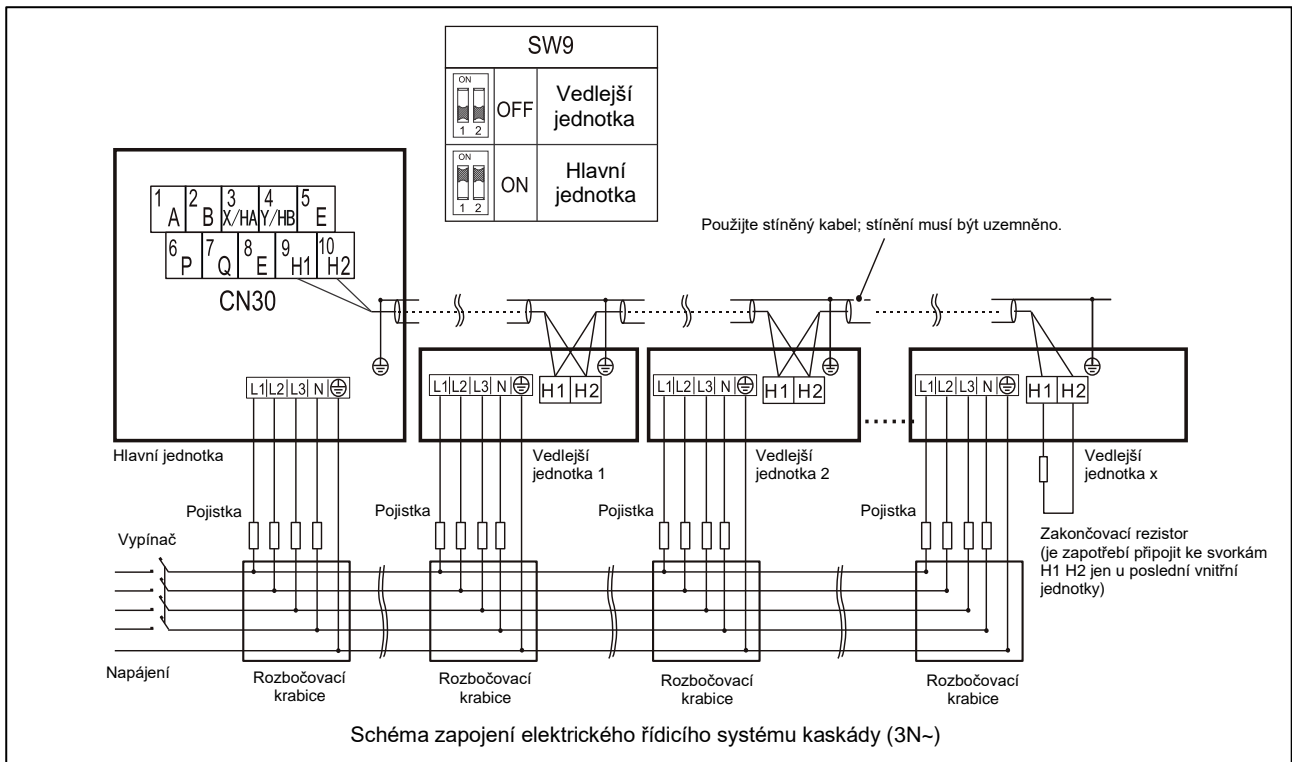 SW9
ON
1 2
OFF
Vedlejší
jednotka
ON
1 2
ON
Hlavní
jednotka
1 A 2 B 3 X/HA 4 Y/HB 5 E
6 P 7 Q 8 E 9 H1 10 H2
CN30
Použijte stíněný kabel; stínění musí být uzemněno.
L1 L2 L3 N
L1 L2 L3 N
H1 H2
L1 L2 L3 N
H1 H2
L1 L2 L3 N
H1 H2
Hlavní jednotka
Vedlejší
jednotka 1
Vedlejší
jednotka 2
Vedlejší
jednotka x
Pojistka
Pojistka
Pojistka
Pojistka
Vypínač
Zakončovací rezistor
(je zapotřebí připojit ke svorkám
H1 H2 jen u poslední vnitřní
jednotky)
Napájení
Rozbočovací
krabice
Rozbočovací
krabice
Rozbočovací
krabice
Rozbočovací
krabice
Schéma zapojení elektrického řídicího systému kaskády (3N~)